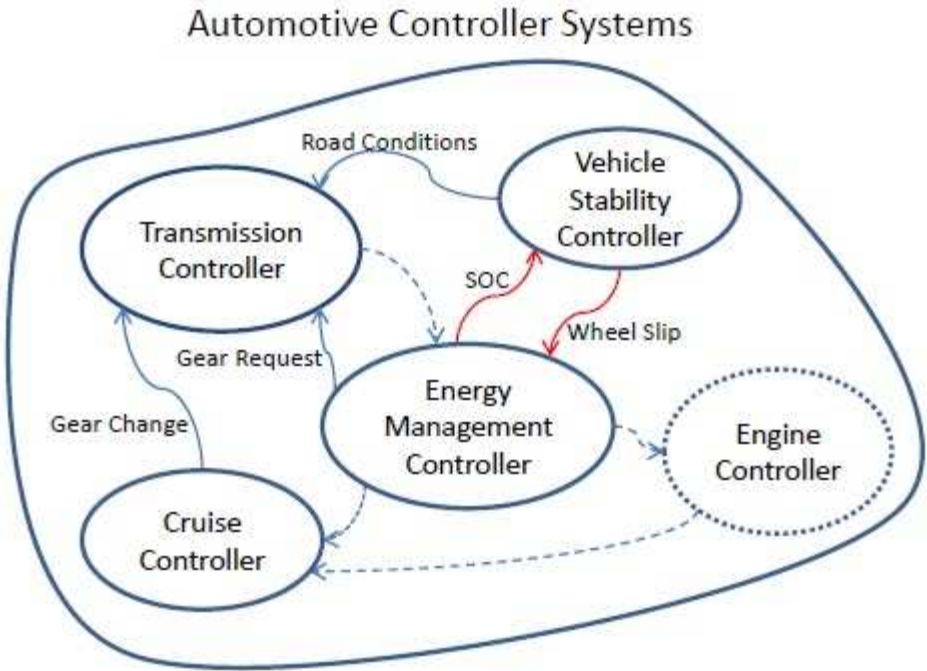 Automotive Controller Systems
Road Conditions
Vehicle
Stability
Controller
Transmission
Controller
SOC
Wheel Slip
Gear Request
Energy
Management
Controller
Gear Change
Engine
Controller
Cruise
Controller